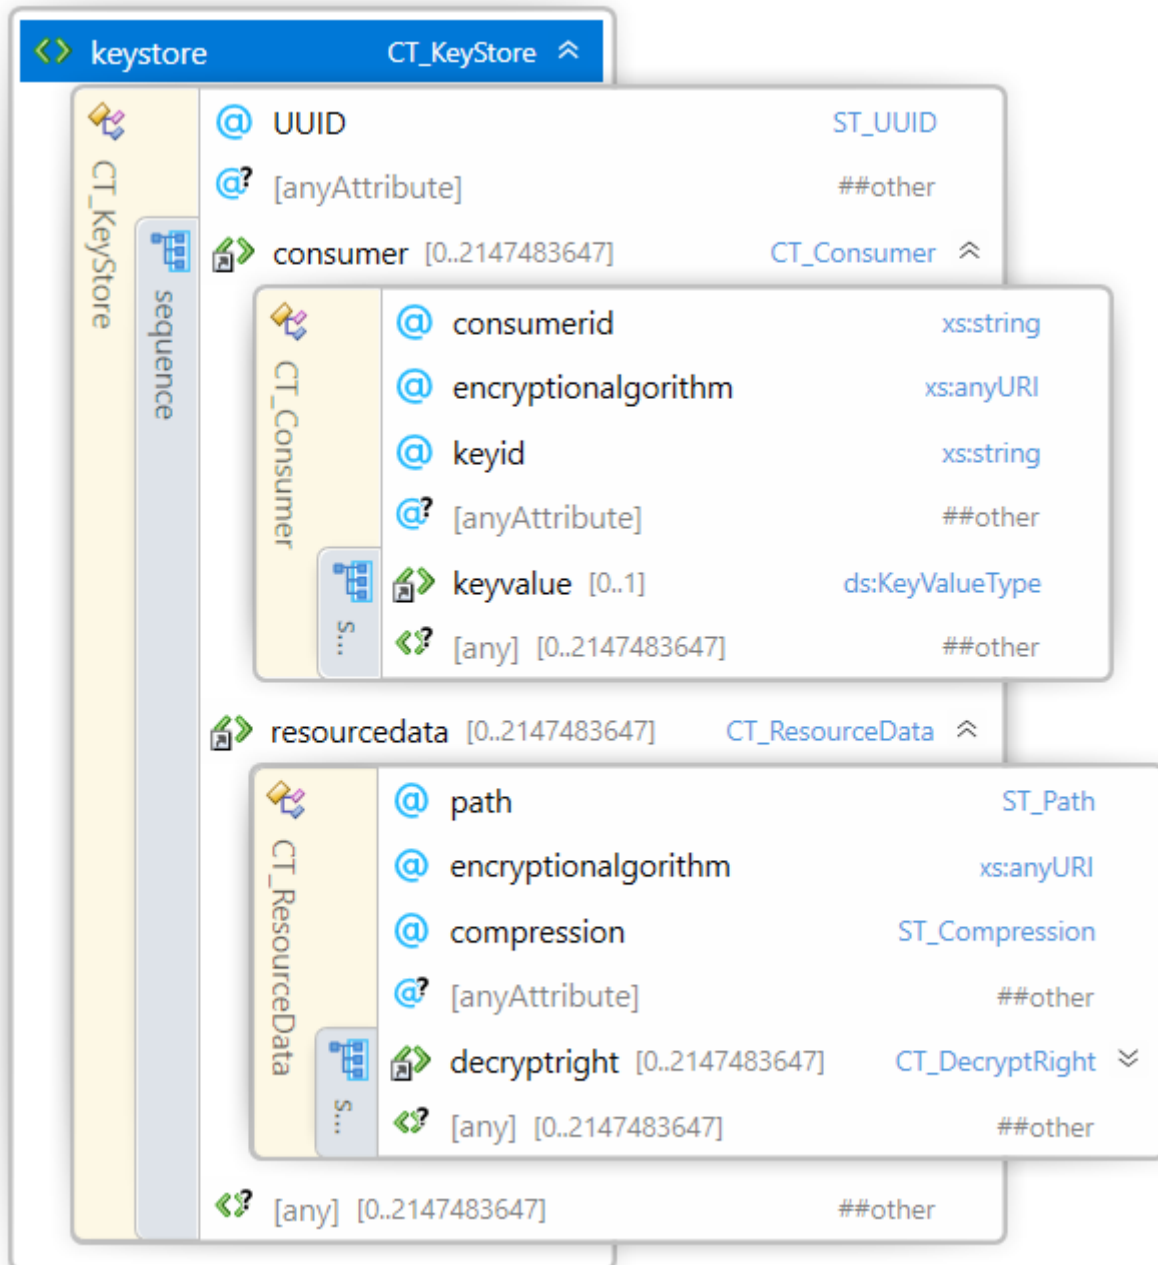 keystore CT_KeyStore
CT_KeyStore
@ UUID ST_UUID
@? [anyAttribute] ##other
sequence
consumer [0..2147483647] CT_Consumer
CT_Consumer
@ consumerid xs:string
@ encryptionalgorithm xs:anyURI
@ keyid xs:string
@? [anyAttribute] ##other
s...
keyvalue [0..1] ds:KeyValueType
? [any] [0..2147483647] ##other
resourcedata [0..2147483647] CT_ResourceData
CT_ResourceData
@ path ST_Path
@ encryptionalgorithm xs:anyURI
@ compression ST_Compression
@? [anyAttribute] ##other
s...
decryptright [0..2147483647] CT_DecryptRight
? [any] [0..2147483647] ##other
? [any] [0..2147483647] ##other